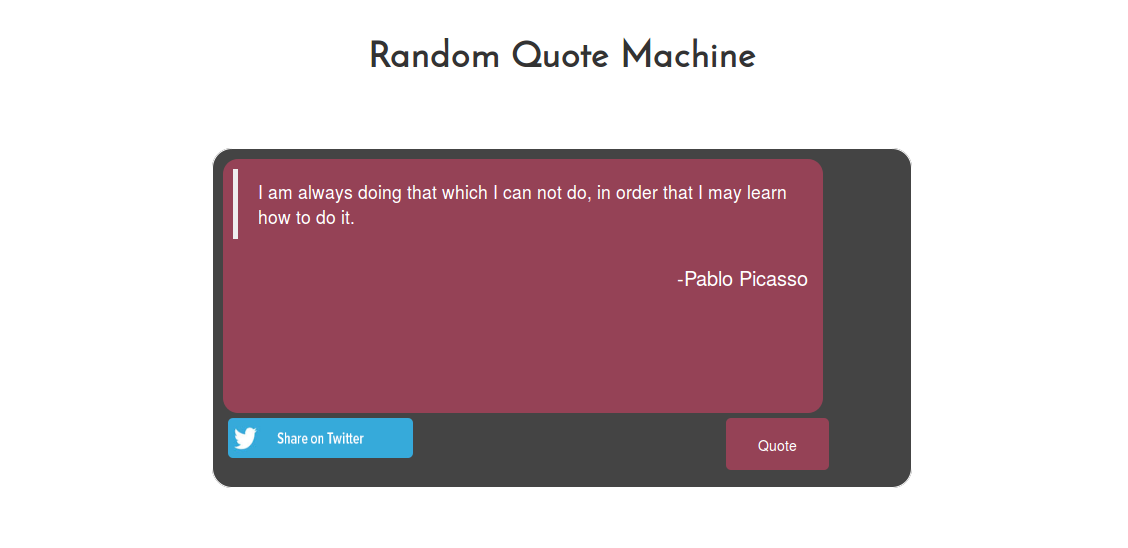 Random Quote Machine
I am always doing that which I can not do, in order that I may learn
how to do it.
-Pablo Picasso
Share on Twitter
Quote